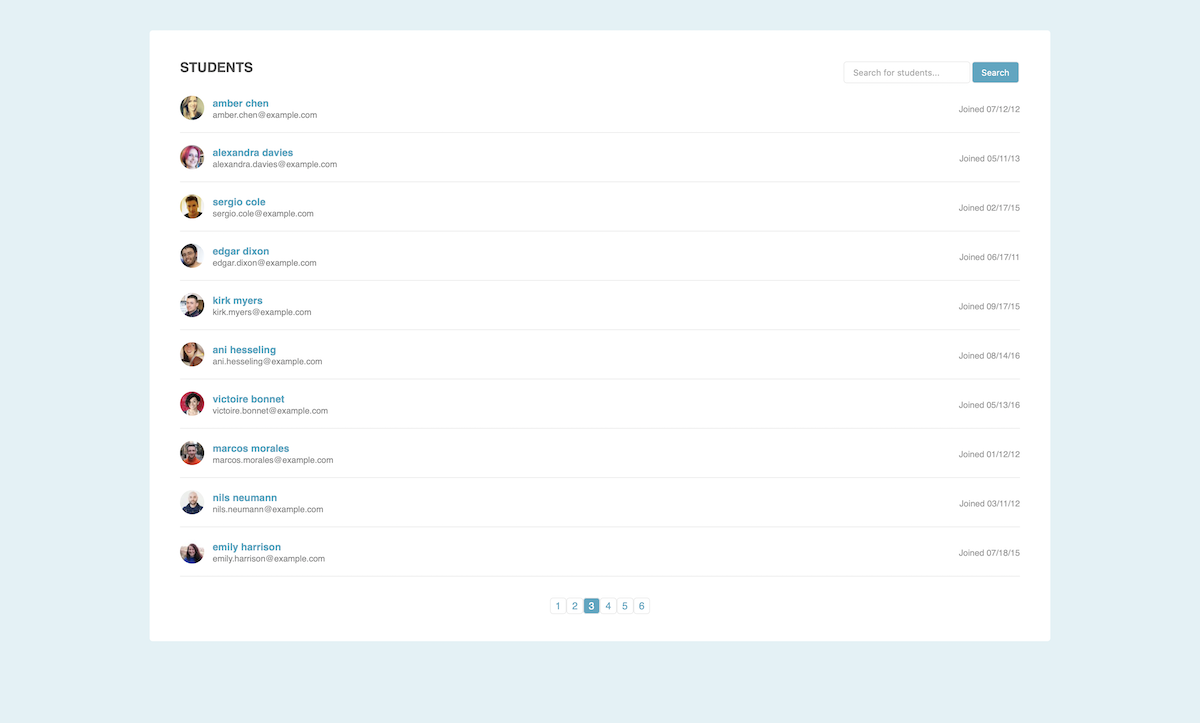 STUDENTS
Search for students...
Search
amber chen
amber.chen@example.com
Joined 07/12/12
alexandra davies
alexandra.davies@example.com
Joined 05/11/13
sergio cole
sergio.cole@example.com
Joined 02/17/15
edgar dixon
edgar.dixon@example.com
Joined 06/17/11
kirk myers
kirk.myers@example.com
Joined 09/17/15
ani hesseling
ani.hesseling@example.com
Joined 08/14/16
victoire bonnet
victoire.bonnet@example.com
Joined 05/13/16
marcos morales
marcos.morales@example.com
Joined 01/12/12
nils neumann
nils.neumann@example.com
Joined 03/11/12
emily harrison
emily.harrison@example.com
Joined 07/18/15
1 2 3 4 5 6